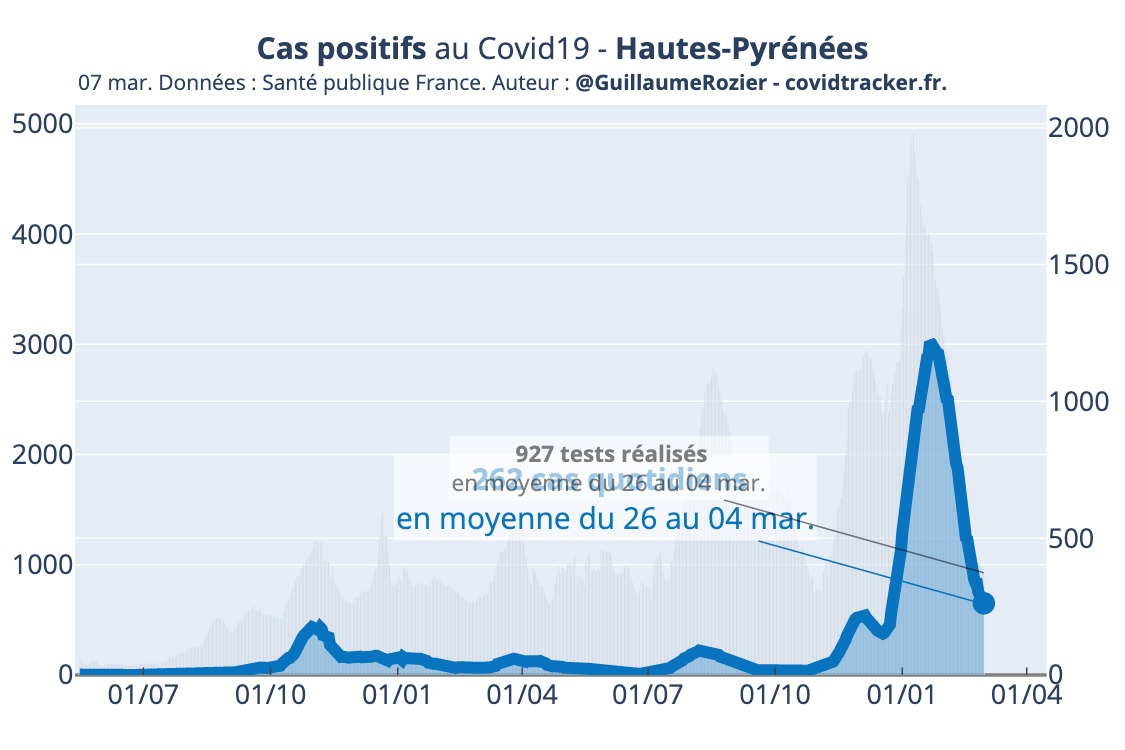 Cas positifs au Covid19 - Hautes-Pyrénées
07 mar. Données : Santé publique France. Auteur : @GuillaumeRozier - covidtracker.fr.
5000
4000
3000
2000
1000
0
2000
1500
1000
500
0
927 tests réalisés
en moyenne du 26 au 04 mar.
262 cas quotidiens
en moyenne du 26 au 04 mar.
01/07 01/10 01/01 01/04 01/07 01/10 01/01 01/04